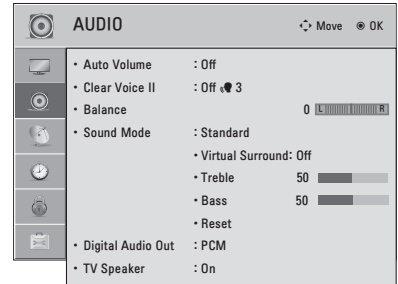 AUDIO Move OK
• Auto Volume : Off
• Clear Voice II : Off 3
• Balance 0 L R
• Sound Mode : Standard
• Virtual Surround: Off
• Treble 50
• Bass 50
• Reset
• Digital Audio Out : PCM
• TV Speaker : On